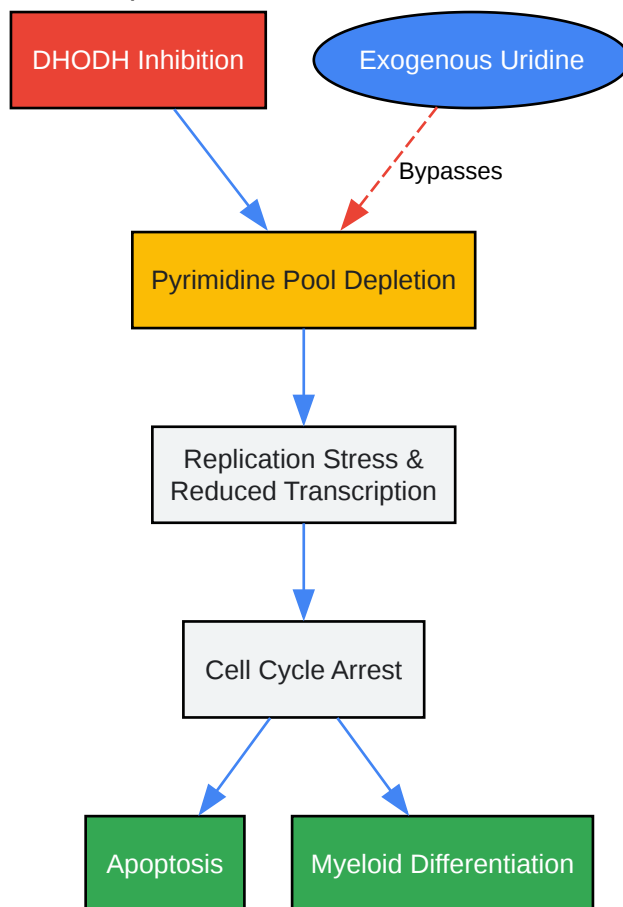 DHODH Inhibition
Exogenous Uridine
Bypasses
Pyrimidine Pool Depletion
Replication Stress &
Reduced Transcription
Cell Cycle Arrest
Apoptosis
Myeloid Differentiation